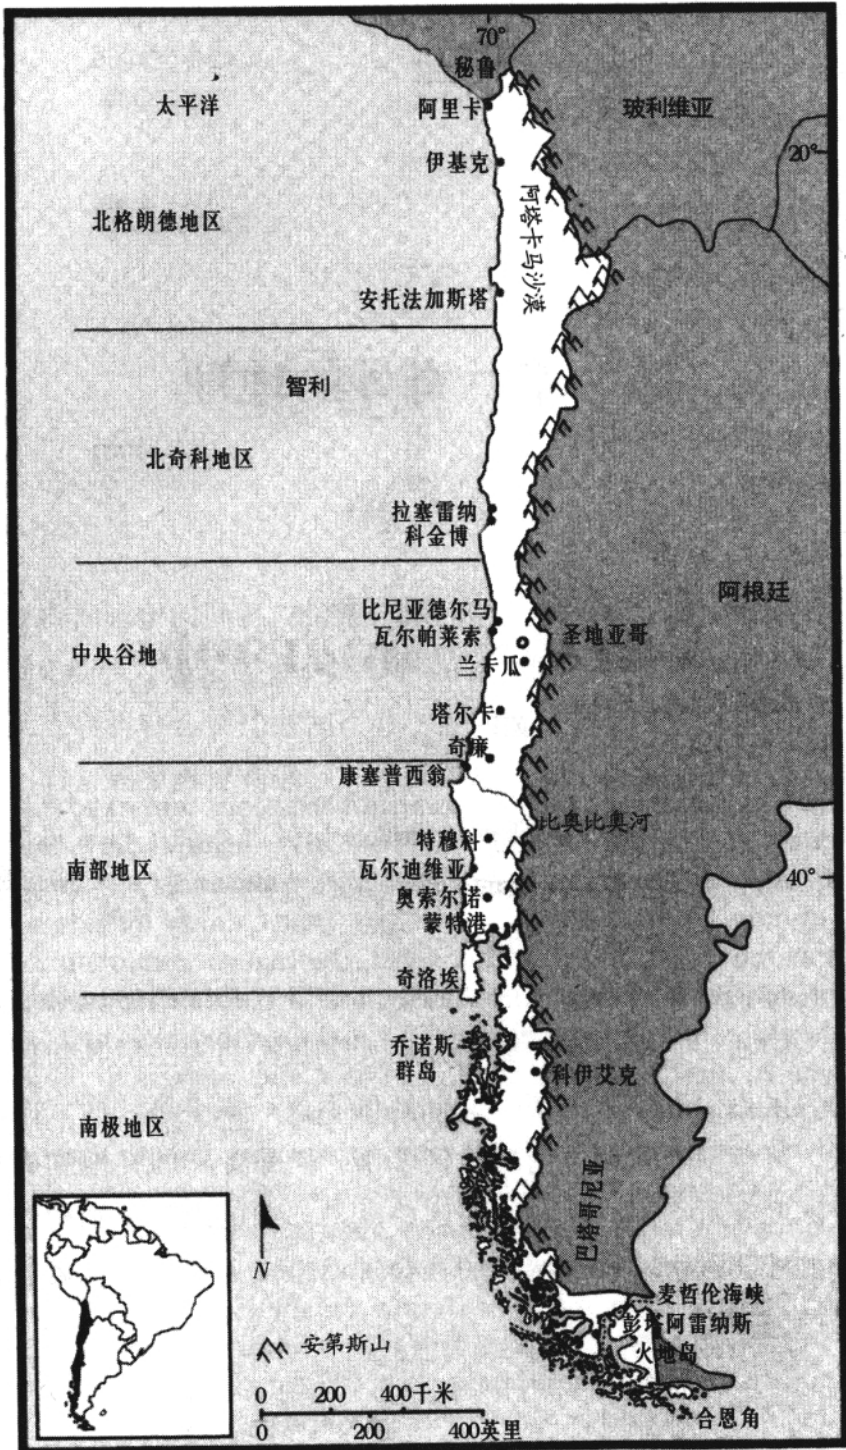 70°
秘鲁
太平洋
阿里卡
玻利维亚
20°
伊基克
阿塔卡马沙漠
北格朗德地区
安托法加斯塔
智利
北奇科地区
拉塞雷纳
科金博
阿根廷
比尼亚德尔马
瓦尔帕莱索
圣地亚哥
中央谷地
兰卡瓜
塔尔卡
奇廉
康塞普西翁
比奥比奥河
特穆科
南部地区
瓦尔迪维亚
40°
奥索尔诺
蒙特港
奇洛埃
乔诺斯
群岛
科伊艾克
南极地区
巴塔哥尼亚
N
麦哲伦海峡
彭塔阿雷纳斯
火地岛
安第斯山
合恩角
0 200 400千米
0 200 400英里